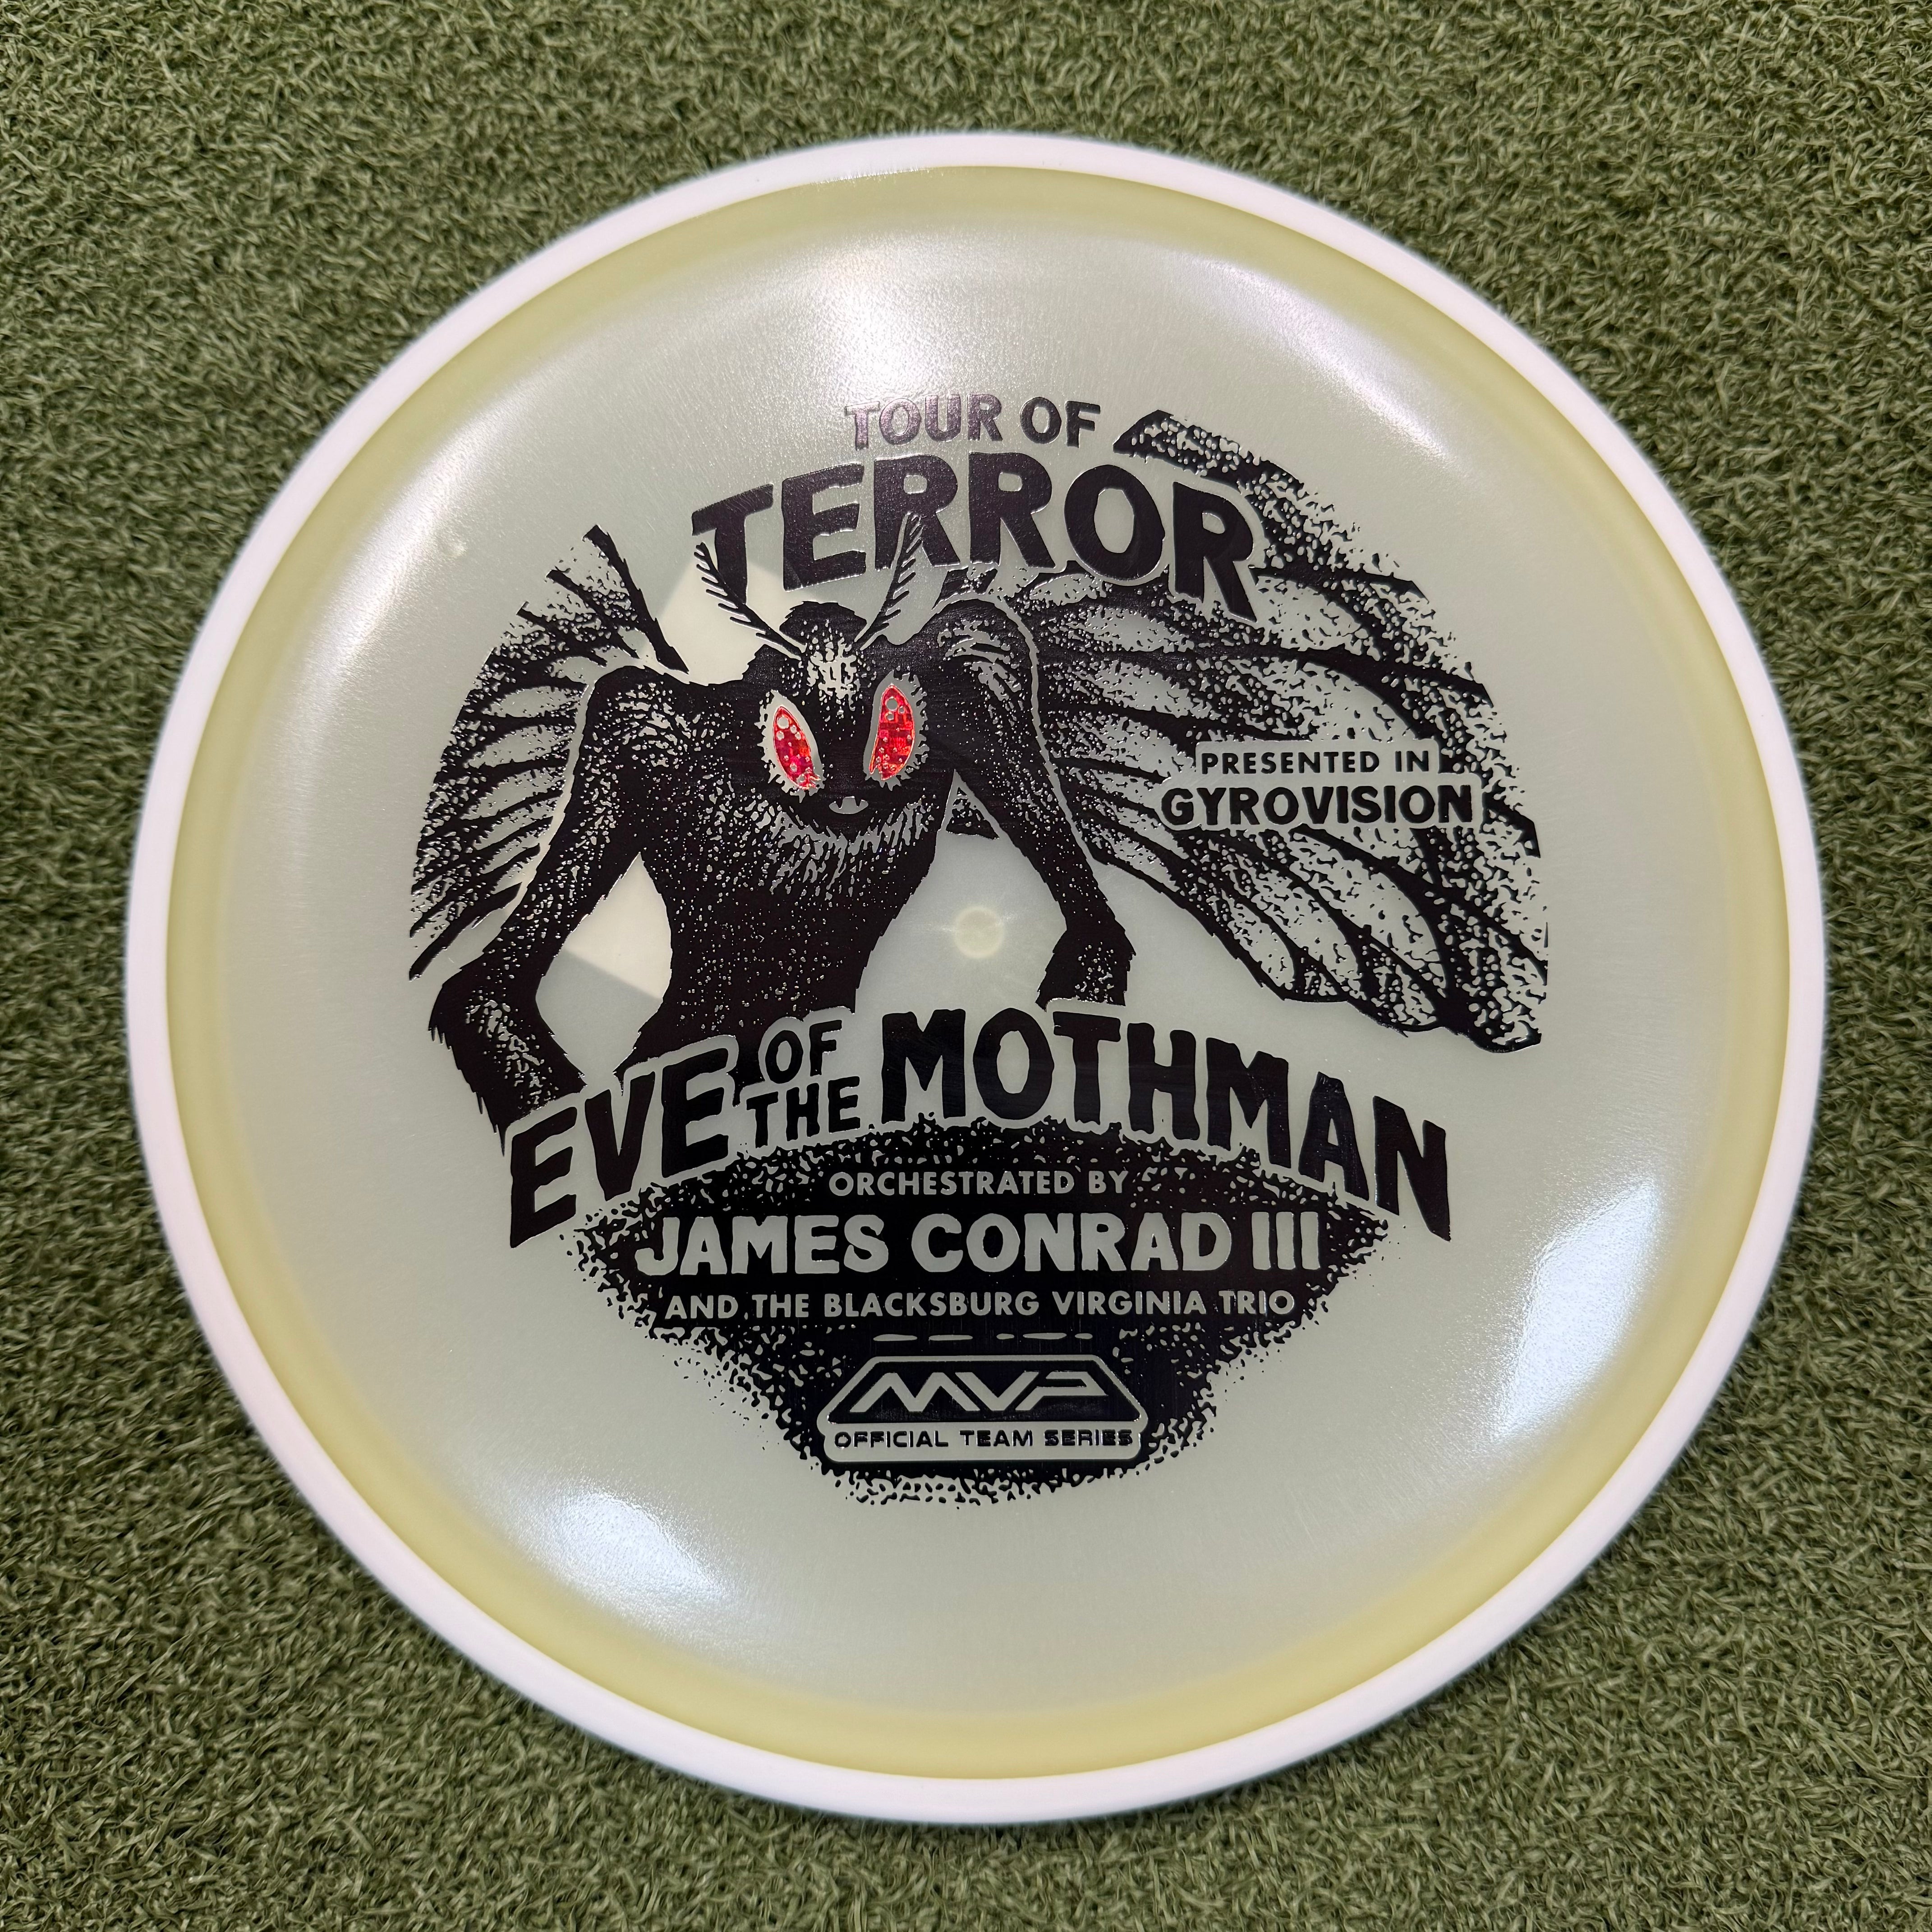 TOUR OF
TERROR
PRESENTED IN
GYROVISION
EVE OF THE MOTHMAN
ORCHESTRATED BY
JAMES CONRAD III
AND THE BLACKSBURG VIRGINIA TRIO
MVP
OFFICIAL TEAM SERIES